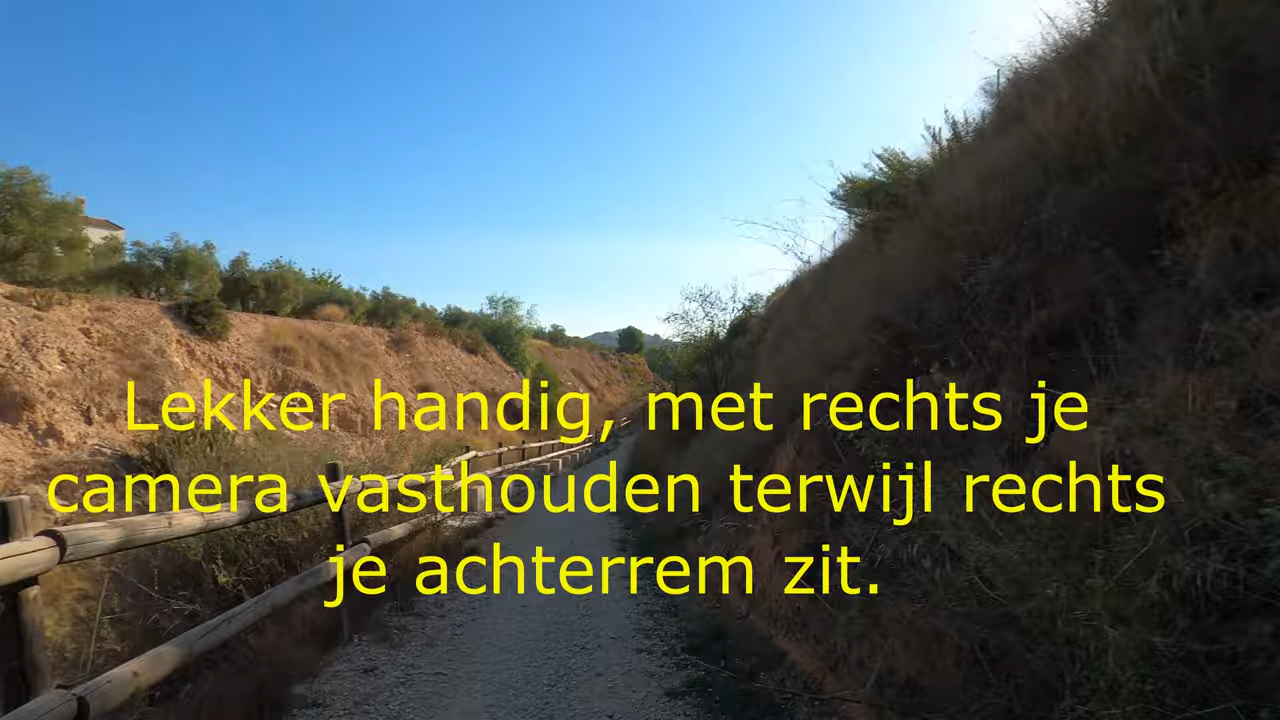 Lekker handig, met rechts je
camera vasthouden terwijl rechts
je achterrem zit.